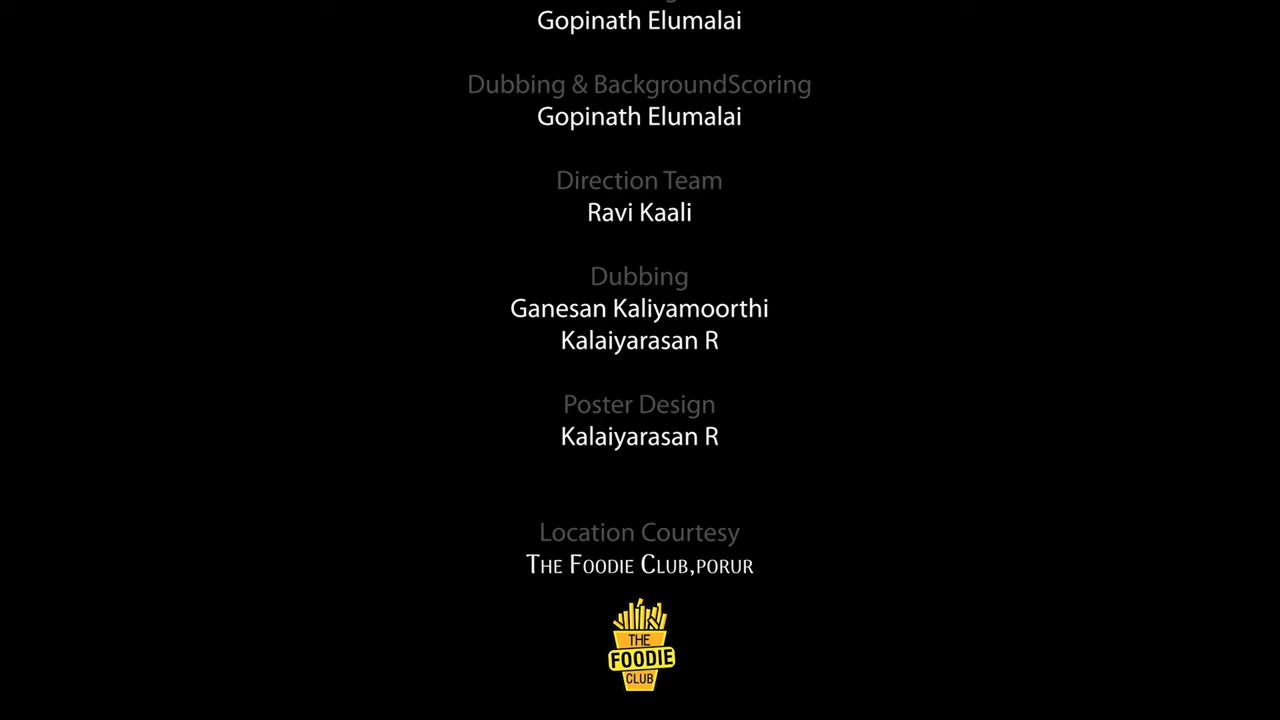 Gopinath Elumalai
Dubbing & BackgroundScoring
Gopinath Elumalai
Direction Team
Ravi Kaali
Dubbing
Ganesan Kaliyamoorthi
Kalaiyarasan R
Poster Design
Kalaiyarasan R
Location Courtesy
The Foodie Club,porur
THE
FOODIE
CLUB